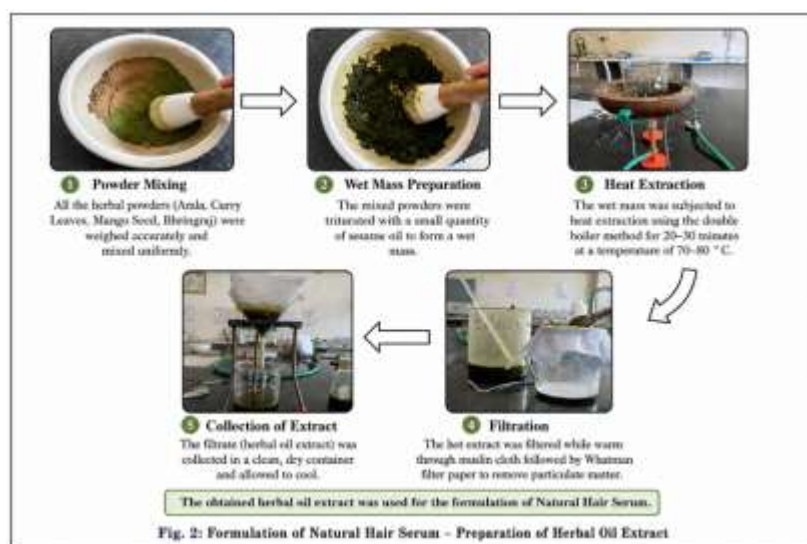 1 Powder Mixing
All the herbal powders (Amla, Curry
Leaves, Mango Seed, Bhringraj) were
weighed accurately and
mixed uniformly.
2 Wet Mass Preparation
The mixed powders were
triturated with a small quantity
of sesame oil to form a wet
mass.
3 Heat Extraction
The wet mass was subjected to
heat extraction using the double
boiler method for 20–30 minutes
at a temperature of 70–80 °C.
4 Filtration
The hot extract was filtered while warm
through muslin cloth followed by Whatman
filter paper to remove particulate matter.
5 Collection of Extract
The filtrate (herbal oil extract) was
collected in a clean, dry container
and allowed to cool.
The obtained herbal oil extract was used for the formulation of Natural Hair Serum.
Fig. 2: Formulation of Natural Hair Serum – Preparation of Herbal Oil Extract